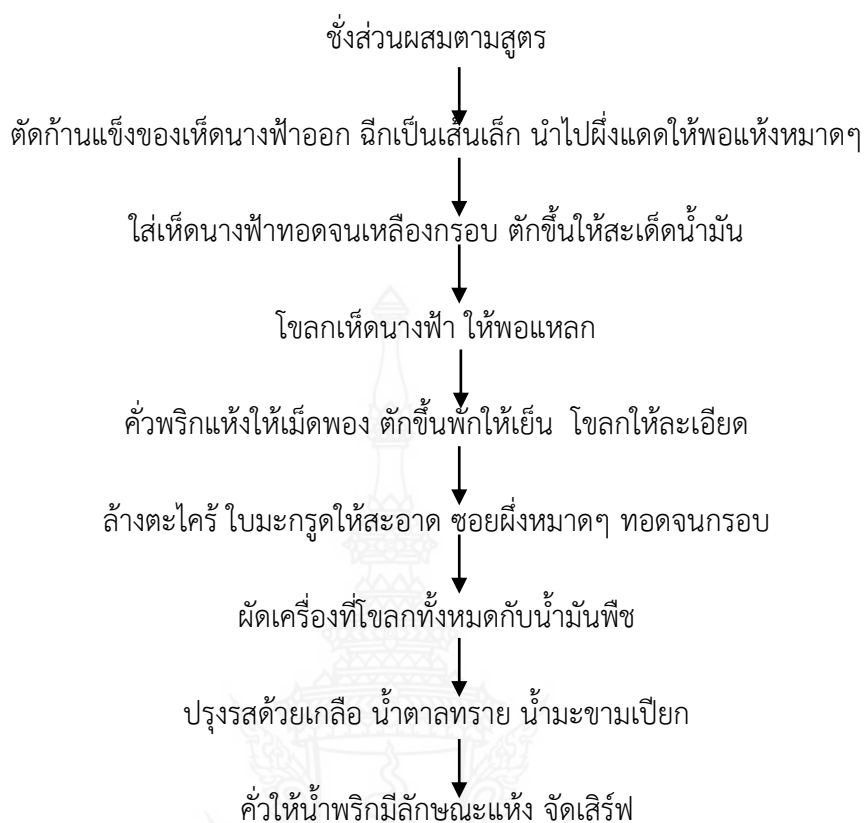 ชั่งส่วนผสมตามสูตร
ตัดก้านแข็งของเห็ดนางฟ้าออก ฉีกเป็นเส้นเล็ก นำไปผึ่งแดดให้พอแห้งหมาดๆ
ใส่เห็ดนางฟ้าทอดจนเหลืองกรอบ ตักขึ้นให้สะเด็ดน้ำมัน
โขลกเห็ดนางฟ้า ให้พอแหลก
คั่วพริกแห้งให้เม็ดพอง ตักขึ้นพักให้เย็น โขลกให้ละเอียด
ล้างตะไคร้ ใบมะกรูดให้สะอาด ซอยผึ่งหมาดๆ ทอดจนกรอบ
ผัดเครื่องที่โขลกทั้งหมดกับน้ำมันพืช
ปรุงรสด้วยเกลือ น้ำตาลทราย น้ำมะขามเปียก
คั่วให้น้ำพริกมีลักษณะแห้ง จัดเสิร์ฟ